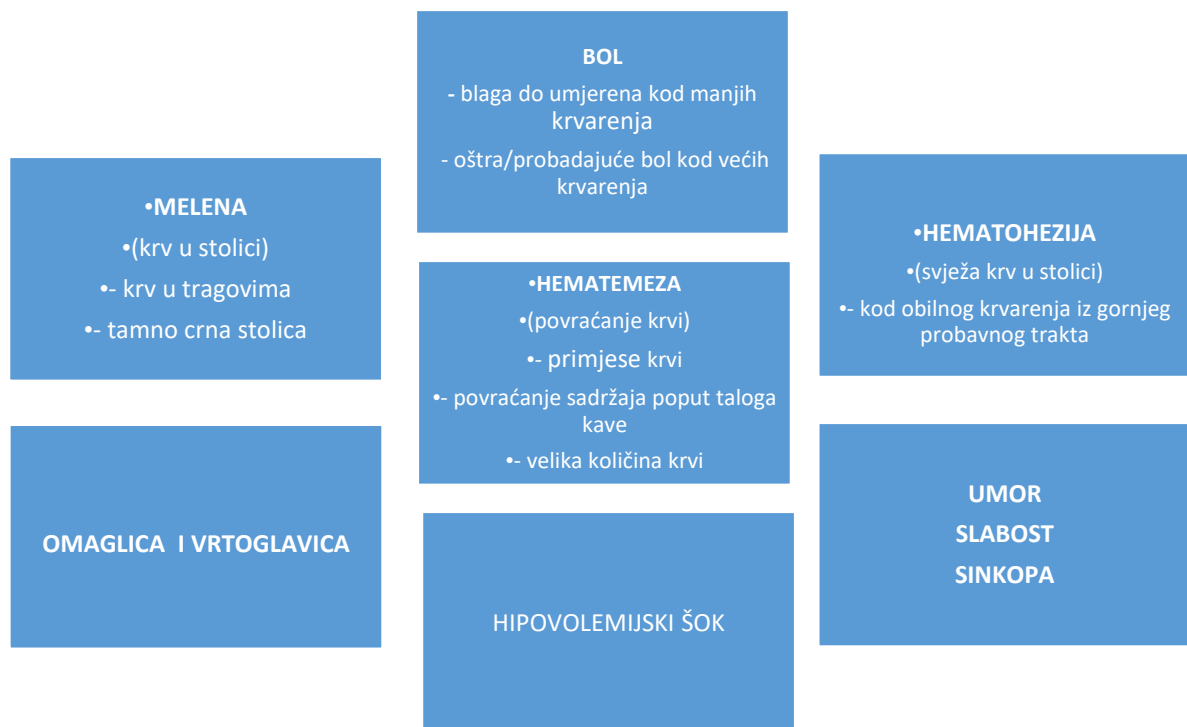 BOL
- blaga do umjerena kod manjih
krvarenja
- oštra/probadajuće bol kod većih
krvarenja
•MELENA
•(krv u stolici)
•- krv u tragovima
•- tamno crna stolica
•HEMATEMEZA
•(povraćanje krvi)
•- primjese krvi
•- povraćanje sadržaja poput taloga
kave
•- velika količina krvi
•HEMATOHEZIJA
•(svježa krv u stolici)
•- kod obilnog krvarenja iz gornjeg
probavnog trakta
OMAGLICA I VRTOGLAVICA
HIPOVOLEMIJSKI ŠOK
UMOR
SLABOST
SINKOPA